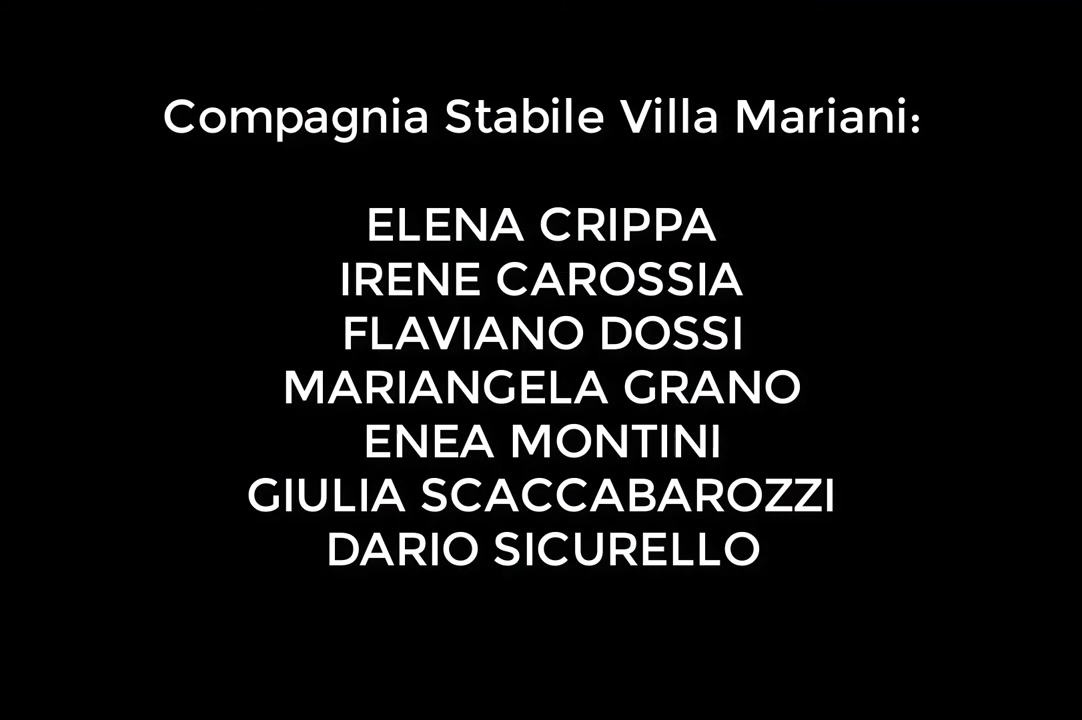 Compagnia Stabile Villa Mariani:
ELENA CRIPPA
IRENE CAROSSIA
FLAVIANO DOSSI
MARIANGELA GRANO
ENEA MONTINI
GIULIA SCACCABAROZZI
DARIO SICURELLO